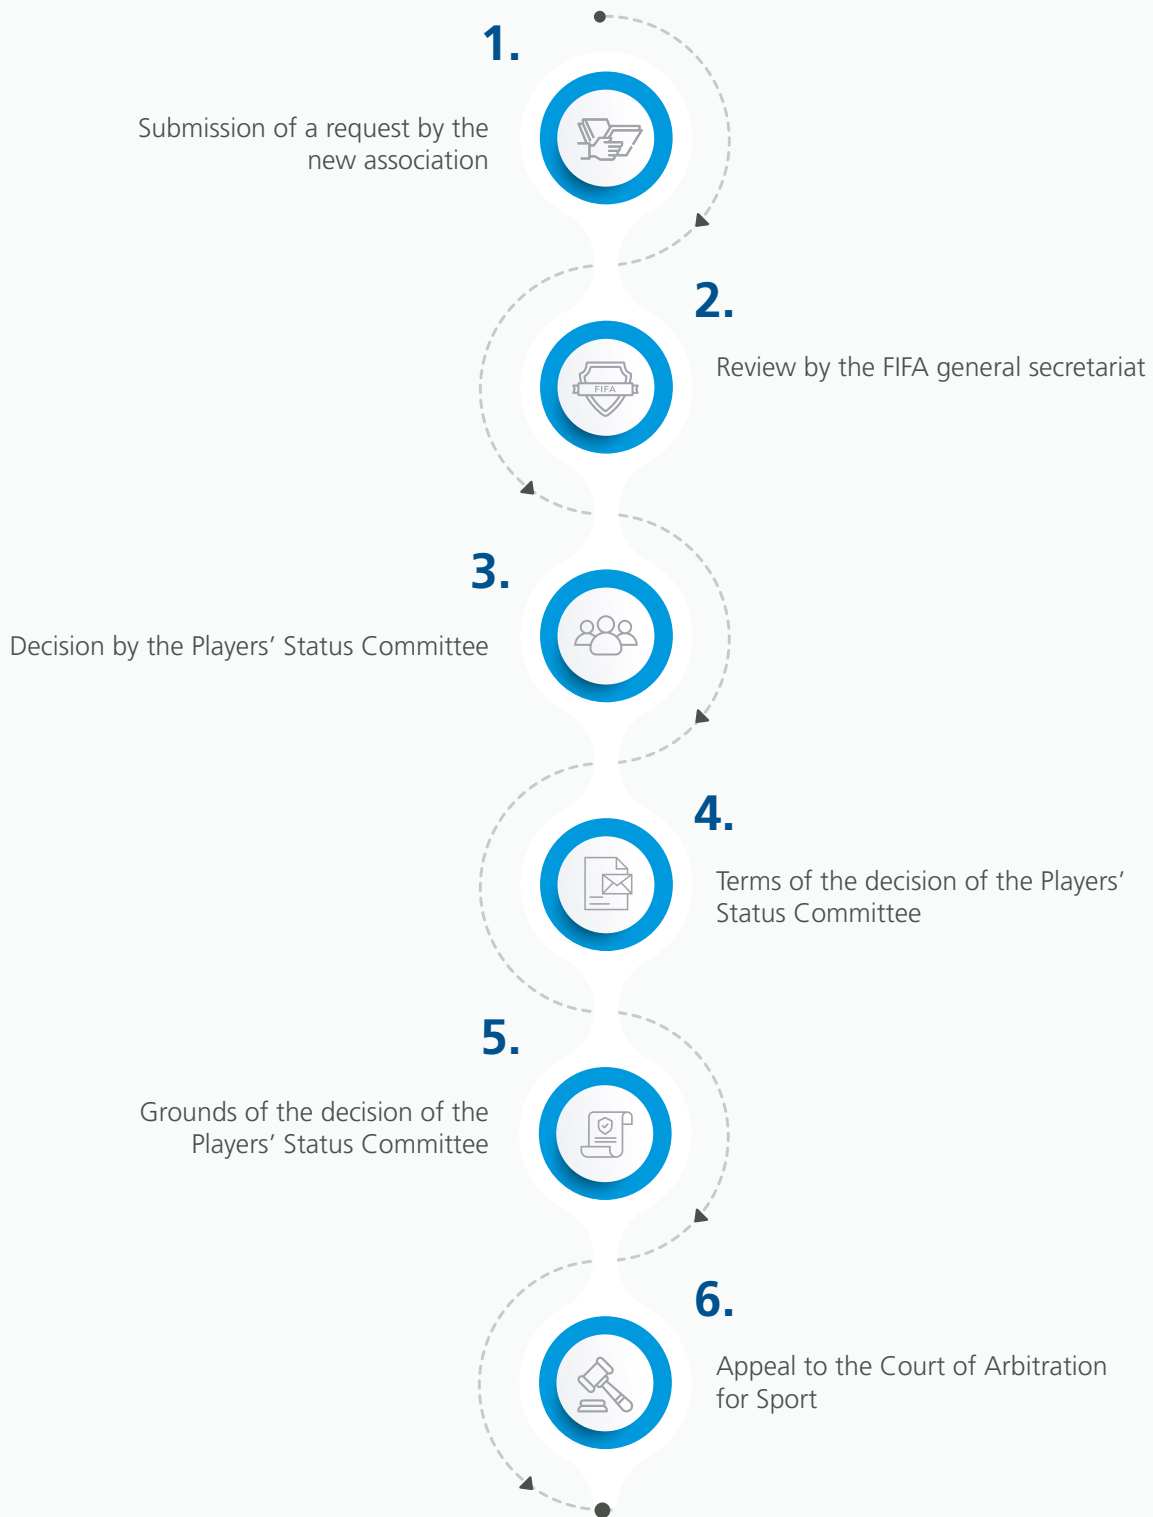 1.
Submission of a request by the
new association
2.
Review by the FIFA general secretariat
FIFA
3.
Decision by the Players’ Status Committee
4.
Terms of the decision of the Players’
Status Committee
5.
Grounds of the decision of the
Players’ Status Committee
6.
Appeal to the Court of Arbitration
for Sport